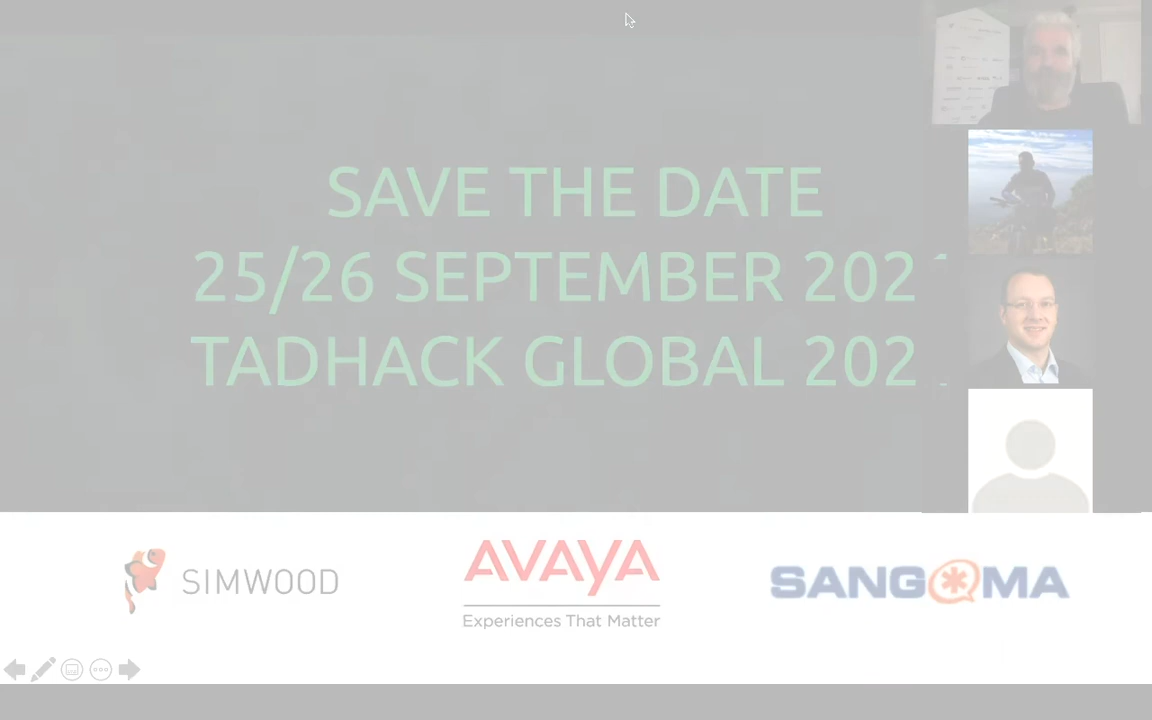 SAVE THE DATE
25/26 SEPTEMBER 202
TADHACK GLOBAL 202
SIMWOOD
AVAYA
Experiences That Matter
SANGOMA